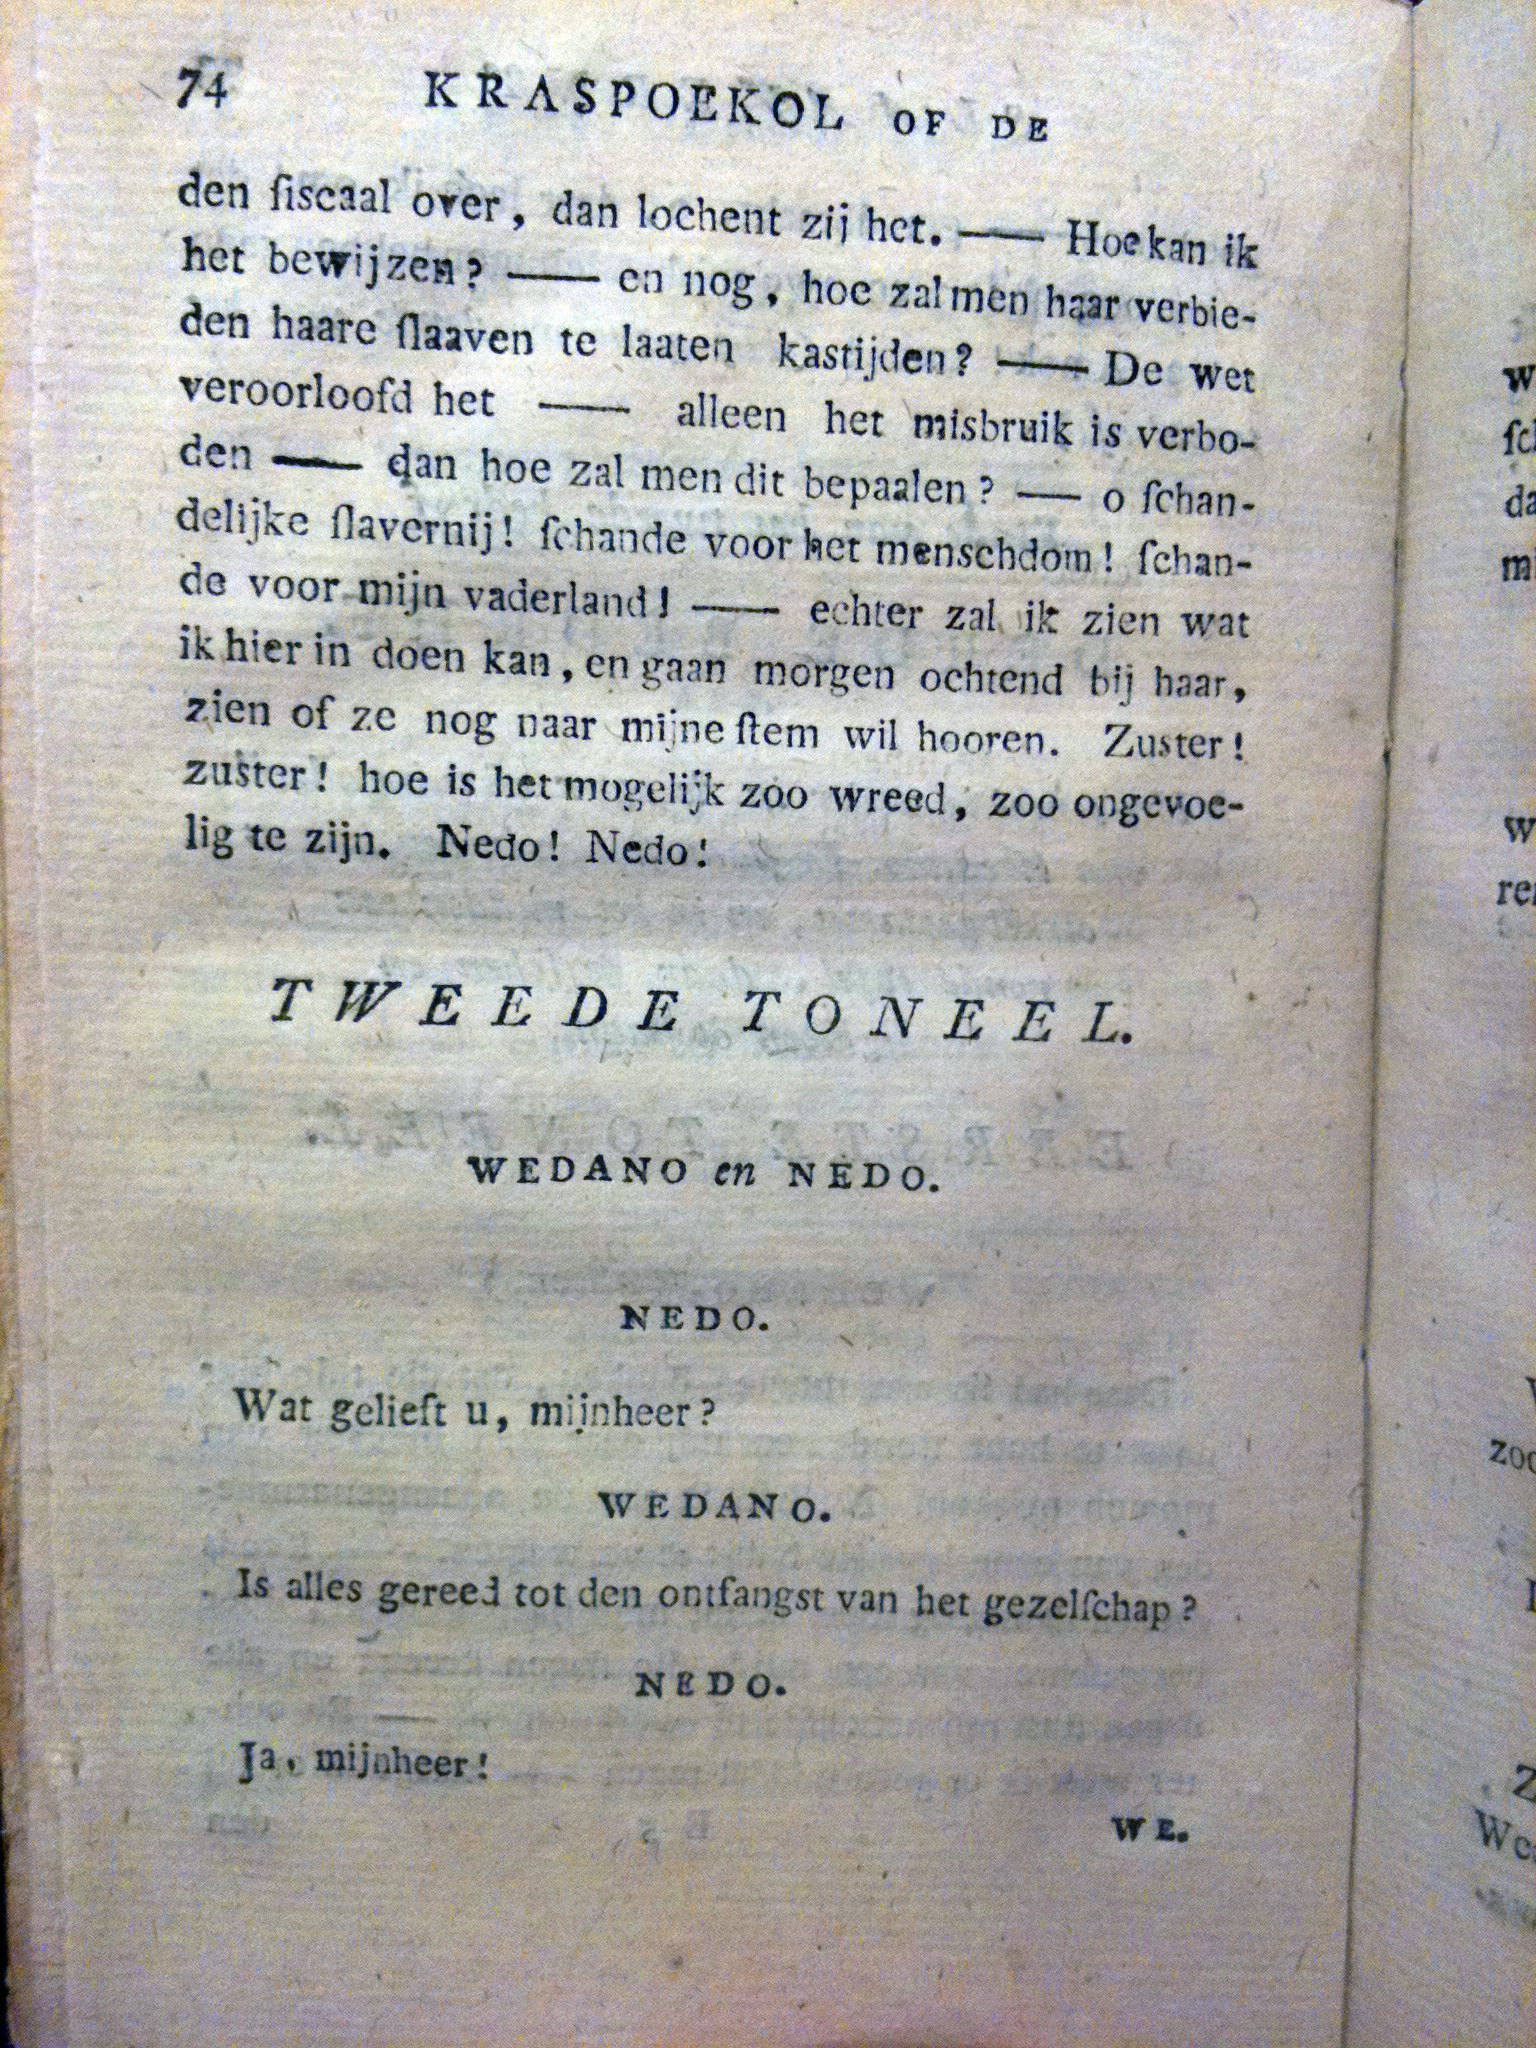 74 KRASPOEKOL OF DE
den fiscaal over, dan lochent zij het. —— Hoe kan ik
het bewijzen? —— en nog, hoe zal men haar verbie-
den haare ſlaaven te laaten kastijden? —— De wet
veroorloofd het —— alleen het misbruik is verbo-
den —— dan hoe zal men dit bepaalen? —— o ſchan-
delijke ſlavernij! ſchande voor het menschdom! ſchan-
de voor mijn vaderland! —— echter zal ik zien wat
ik hier in doen kan, en gaan morgen ochtend bij haar,
zien of ze nog naar mijne ſtem wil hooren. Zuster!
zuster! hoe is het mogelijk zoo wreed, zoo ongevoe-
lig te zijn. Nedo! Nedo!
TWEEDE TONEEL.
WEDANO en NEDO.
NEDO.
Wat gelieft u, mijnheer?
WEDANO.
Is alles gereed tot den ontfangst van het gezelſchap?
NEDO.
Ja, mijnheer!
WE.